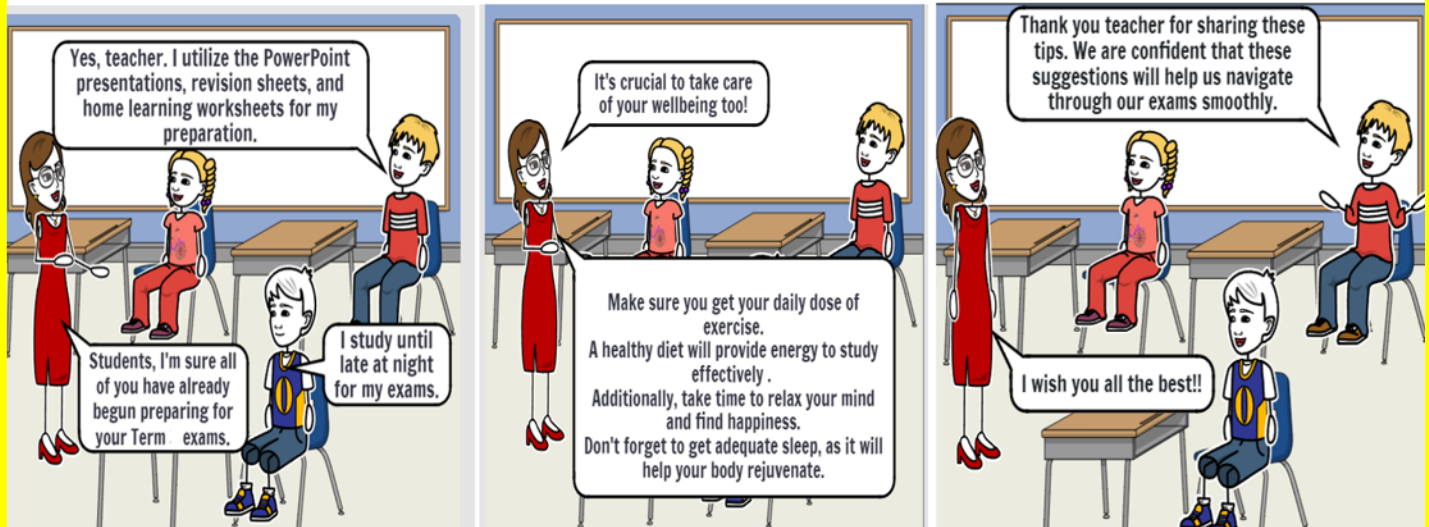 Yes, teacher. I utilize the PowerPoint
presentations, revision sheets, and
home learning worksheets for my
preparation.
Students, I'm sure all
of you have already
begun preparing for
your Term exams.
I study until
late at night
for my exams.
It's crucial to take care
of your wellbeing too!
Make sure you get your daily dose of
exercise.
A healthy diet will provide energy to study
effectively .
Additionally, take time to relax your mind
and find happiness.
Don't forget to get adequate sleep, as it will
help your body rejuvenate.
Thank you teacher for sharing these
tips. We are confident that these
suggestions will help us navigate
through our exams smoothly.
I wish you all the best!!